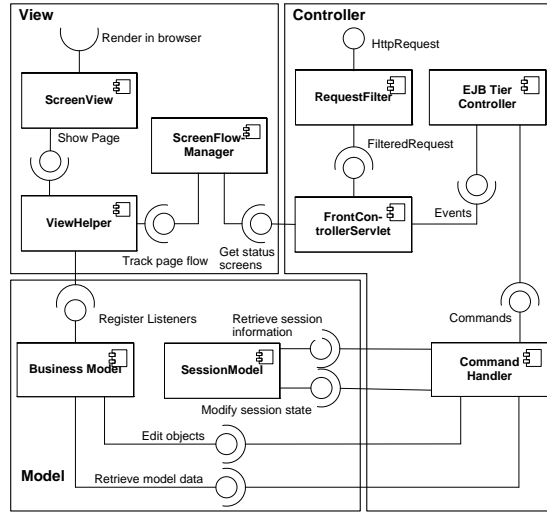 View
Controller
Render in browser
HttpRequest
ScreenView
RequestFilter
EJB Tier
Controller
Show Page
ScreenFlow-
Manager
FilteredRequest
ViewHelper
FrontCon-
trollerServlet
Events
Track page flow
Get status
screens
Register Listeners
Retrieve session
information
Commands
Business Model
SessionModel
Command
Handler
Modify session state
Edit objects
Retrieve model data
Model